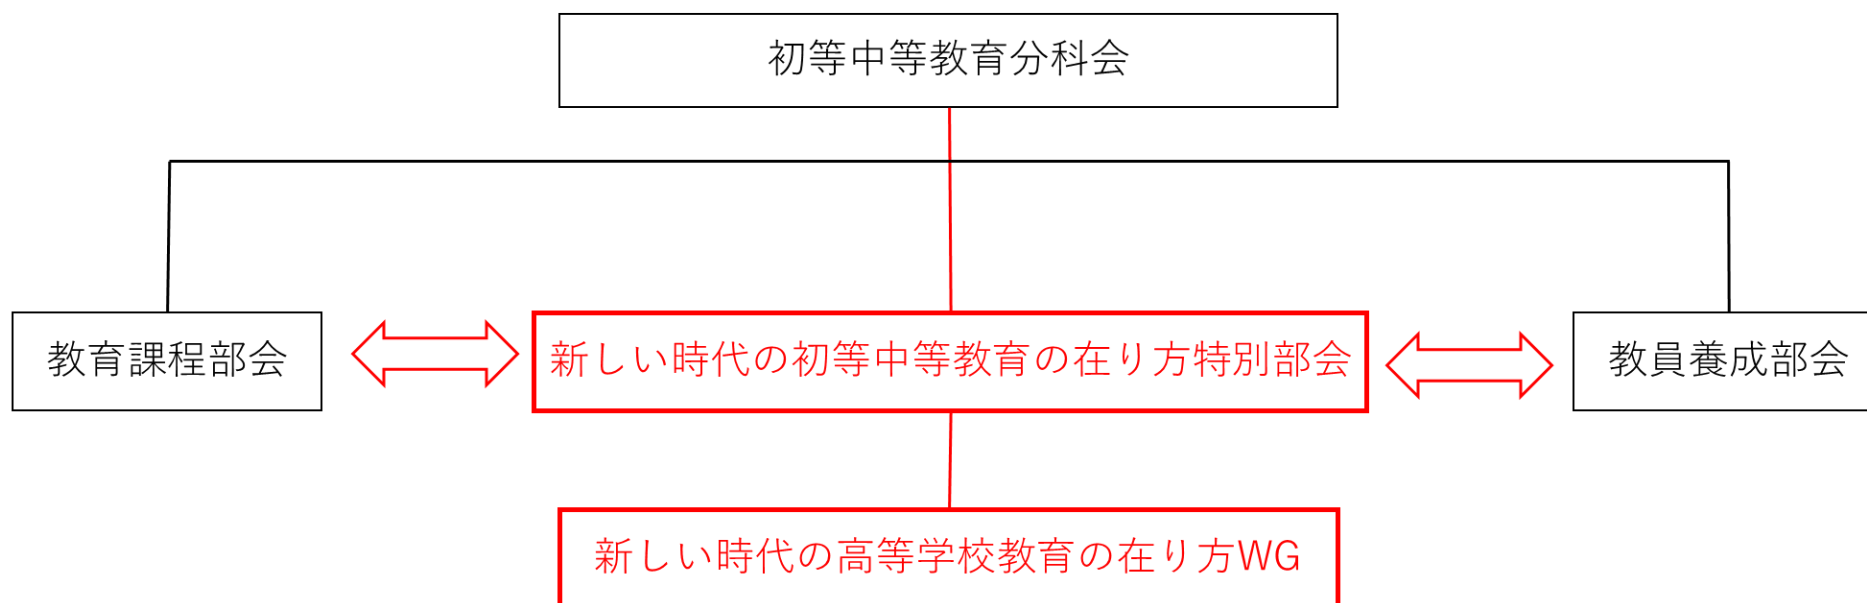 初等中等教育分科会
教育課程部会
新しい時代の初等中等教育の在り方特別部会
教員養成部会
新しい時代の高等学校教育の在り方WG